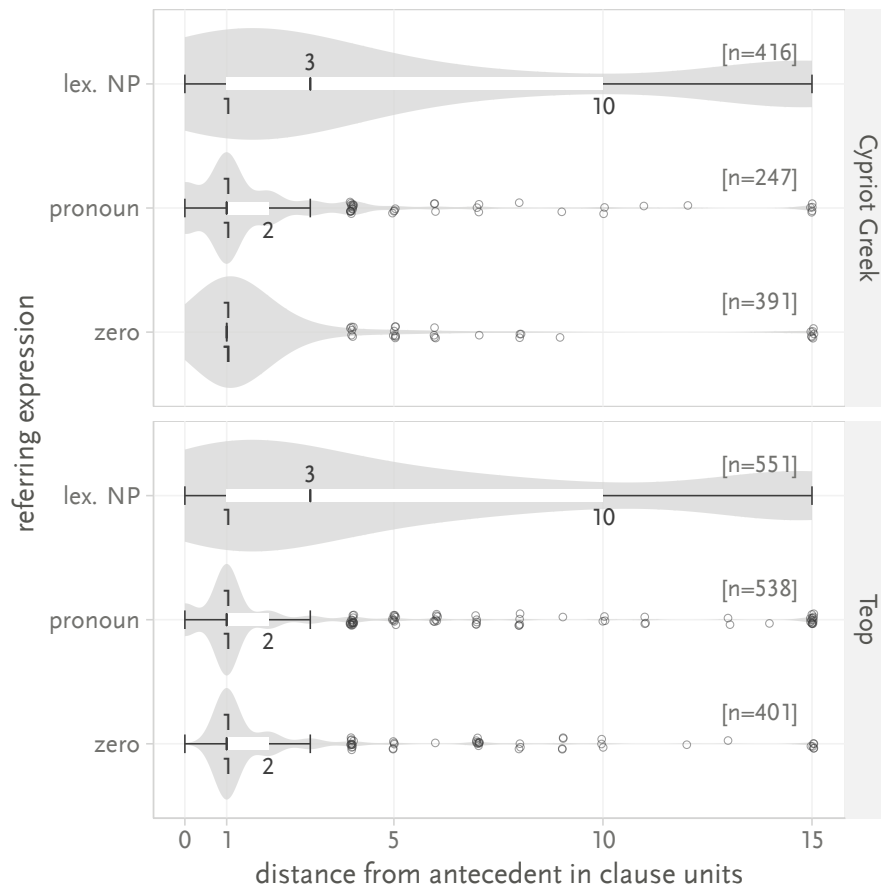 referring expression
Cypriot Greek
lex. NP
3
1
10
[n=416]
pronoun
1
1
2
[n=247]
zero
1
1
[n=391]
Teop
lex. NP
3
1
10
[n=551]
pronoun
1
1
2
[n=538]
zero
1
1
2
[n=401]
0 1 5 10 15
distance from antecedent in clause units